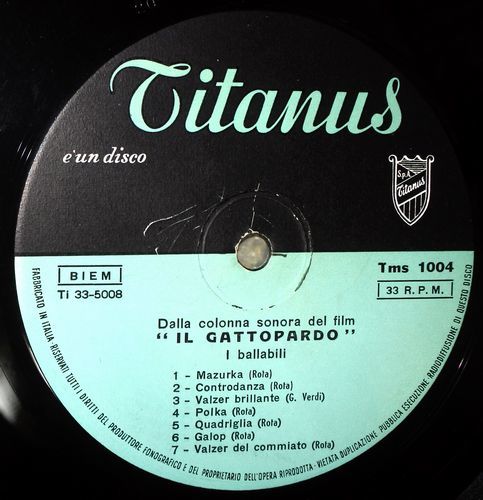 Titanus
è un disco
S.p.A.
Titanus
BIEM
Ti 33-5008
Tms 1004
33 R.P.M.
Dalla colonna sonora del film
"IL GATTOPARDO"
I ballabili
1 - Mazurka (Rota)
2 - Controdanza (Rota)
3 - Valzer brillante (G. Verdi)
4 - Polka (Rota)
5 - Quadriglia (Rota)
6 - Galop (Rota)
7 - Valzer del commiato (Rota)
FABBRICATO IN ITALIA - RISERVATI TUTTI I DIRITTI DEL PRODUTTORE FONOGRAFICO E DEL PROPRIETARIO DELL'OPERA RIPRODOTTA - VIETATA DUPLICAZIONE PUBBLICA ESECUZIONE RADIODIFFUSIONE DI QUESTO DISCO